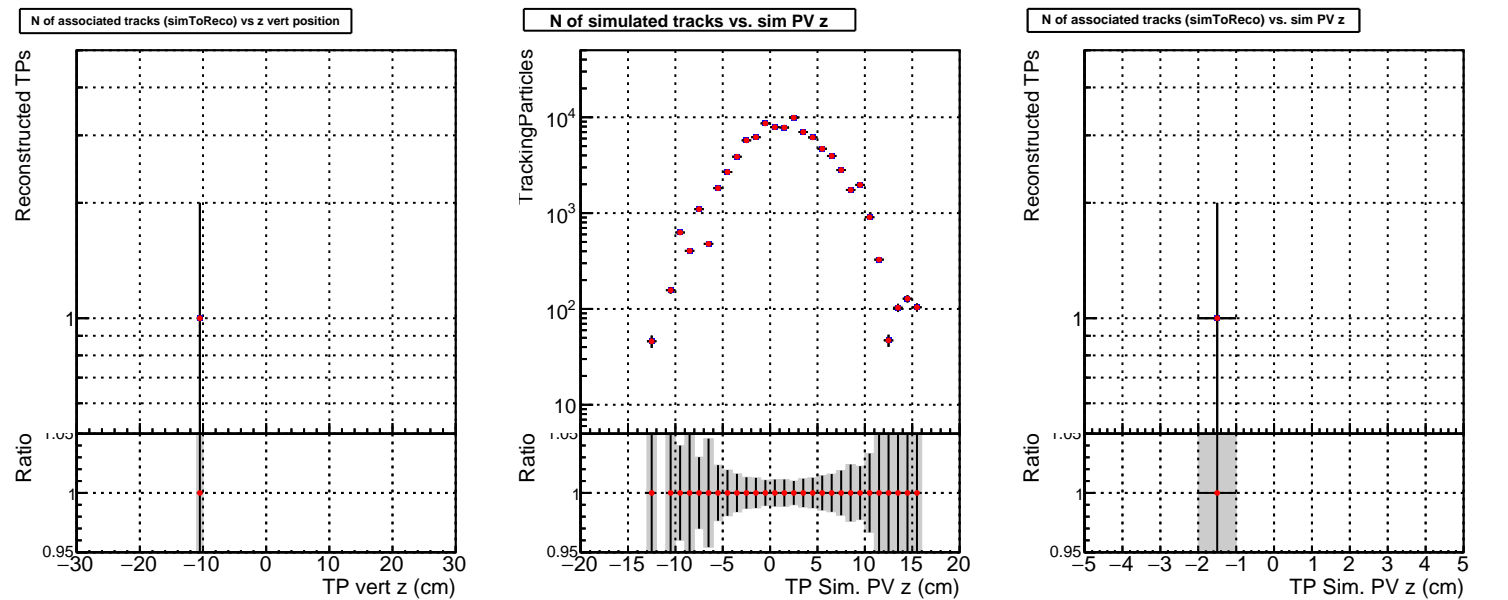 N of associated tracks (simToReco) vs z vert position
Reconstructed TPs
1
Ratio
1.05
1
0.95
−30 −20 −10 0 10 20 30
TP vert z (cm)
N of simulated tracks vs. sim PV z
TrackingParticles
10^4
10^3
10^2
10
Ratio
1.05
1
0.95
−20 −15 −10 −5 0 5 10 15 20
TP Sim. PV z (cm)
N of associated tracks (simToReco) vs. sim PV z
Reconstructed TPs
1
Ratio
1.05
1
0.95
−5 −4 −3 −2 −1 0 1 2 3 4 5
TP Sim. PV z (cm)